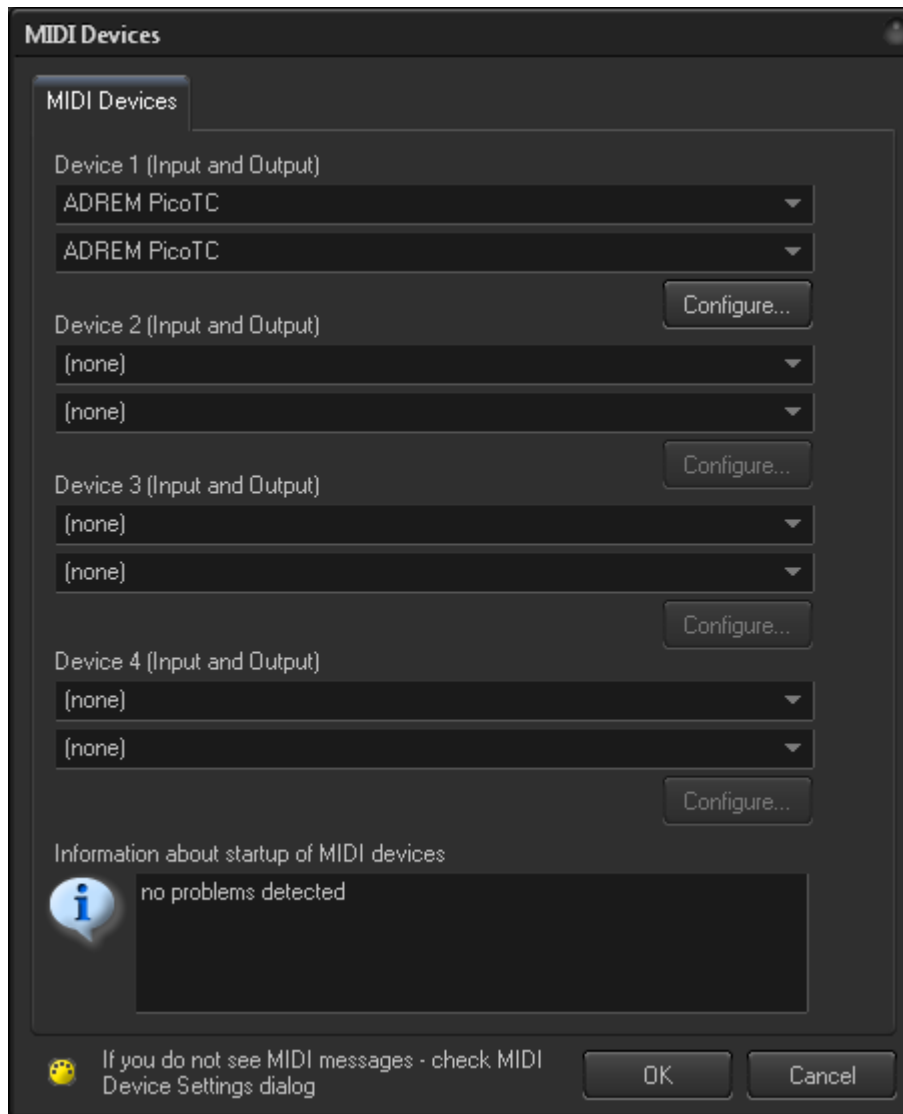 MIDI Devices
MIDI Devices
Device 1 (Input and Output)
ADREM PicoTC
ADREM PicoTC
Configure...
Device 2 (Input and Output)
(none)
(none)
Configure...
Device 3 (Input and Output)
(none)
(none)
Configure...
Device 4 (Input and Output)
(none)
(none)
Configure...
Information about startup of MIDI devices
no problems detected
If you do not see MIDI messages - check MIDI
Device Settings dialog
OK
Cancel